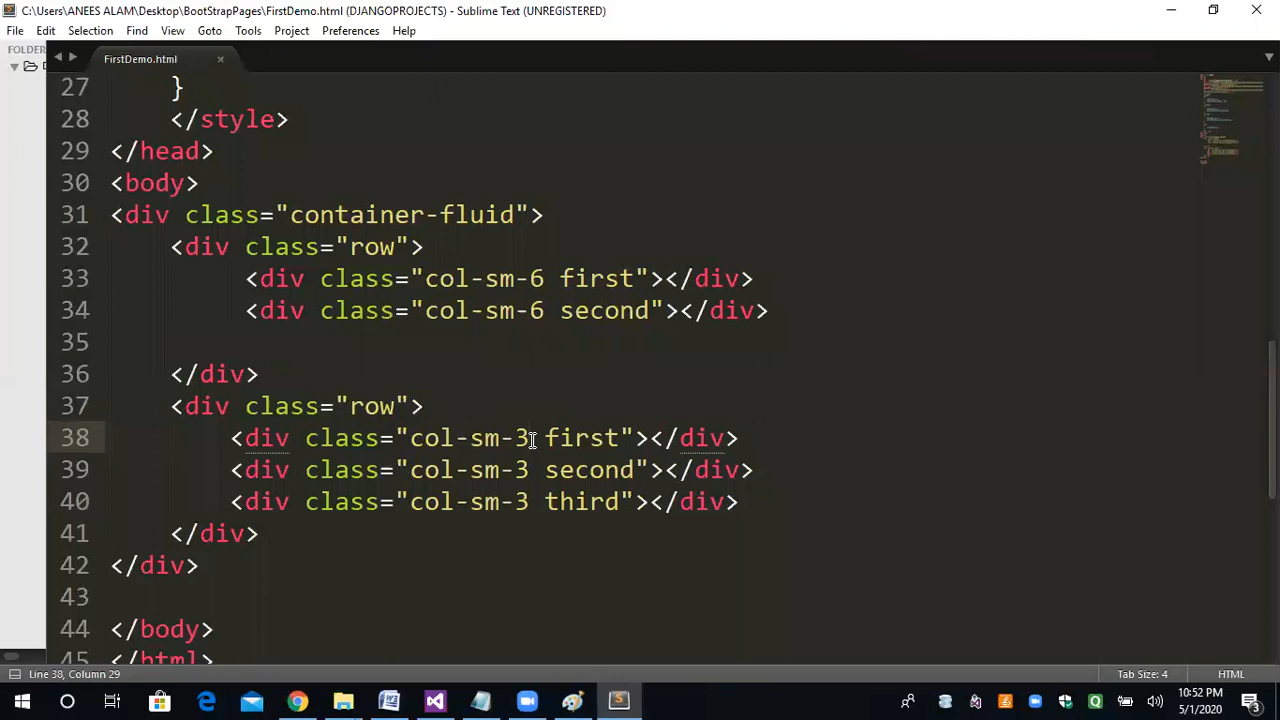 C:\Users\ANEES ALAM\Desktop\BootStrapPages\FirstDemo.html (DJANGOPROJECTS) - Sublime Text (UNREGISTERED)
File Edit Selection Find View Goto Tools Project Preferences Help
FOLDER
FirstDemo.html
27 }
28 </style>
29 </head>
30 <body>
31 <div class="container-fluid">
32 <div class="row">
33 <div class="col-sm-6 first"></div>
34 <div class="col-sm-6 second"></div>
35
36 </div>
37 <div class="row">
38 <div class="col-sm-3 first"></div>
39 <div class="col-sm-3 second"></div>
40 <div class="col-sm-3 third"></div>
41 </div>
42 </div>
43
44 </body>
45 </html>
Line 38, Column 29
Tab Size: 4 HTML
10:52 PM
5/1/2020